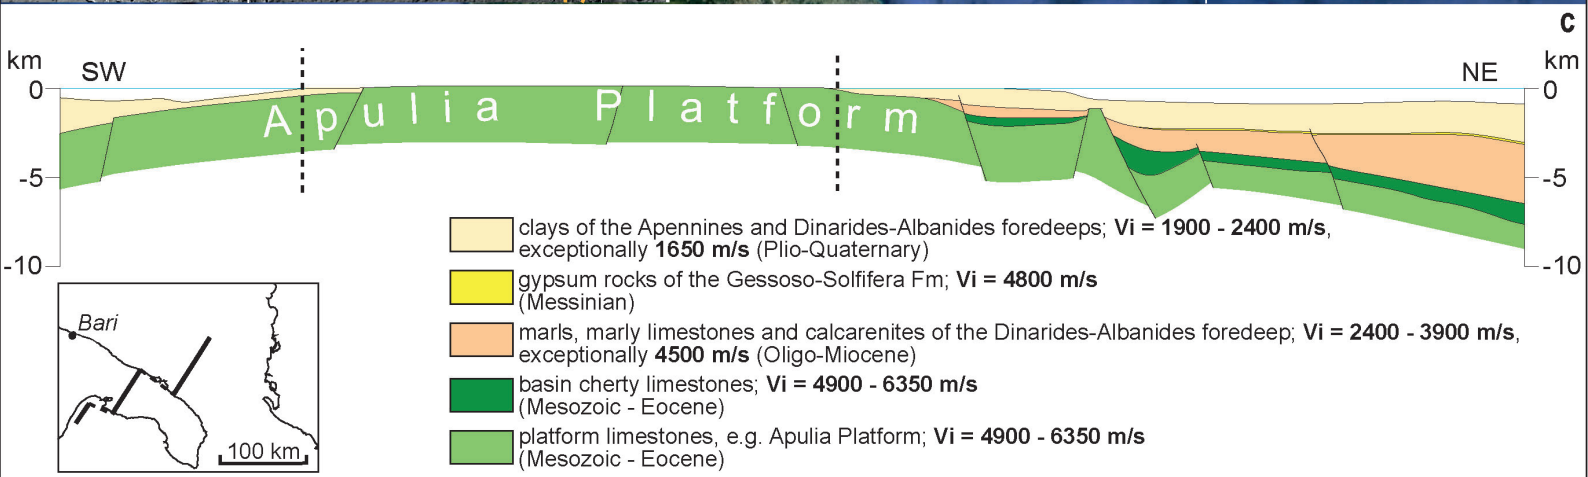 c
km
km
SW
NE
0
0
Apulia Platform
-5
-5
-10
-10
clays of the Apennines and Dinarides-Albanides foredeeps; Vi = 1900 - 2400 m/s,
exceptionally 1650 m/s (Plio-Quaternary)
gypsum rocks of the Gessoso-Solfifera Fm; Vi = 4800 m/s
(Messinian)
marls, marly limestones and calcarenites of the Dinarides-Albanides foredeep; Vi = 2400 - 3900 m/s,
exceptionally 4500 m/s (Oligo-Miocene)
basin cherty limestones; Vi = 4900 - 6350 m/s
(Mesozoic - Eocene)
platform limestones, e.g. Apulia Platform; Vi = 4900 - 6350 m/s
(Mesozoic - Eocene)
Bari
100 km